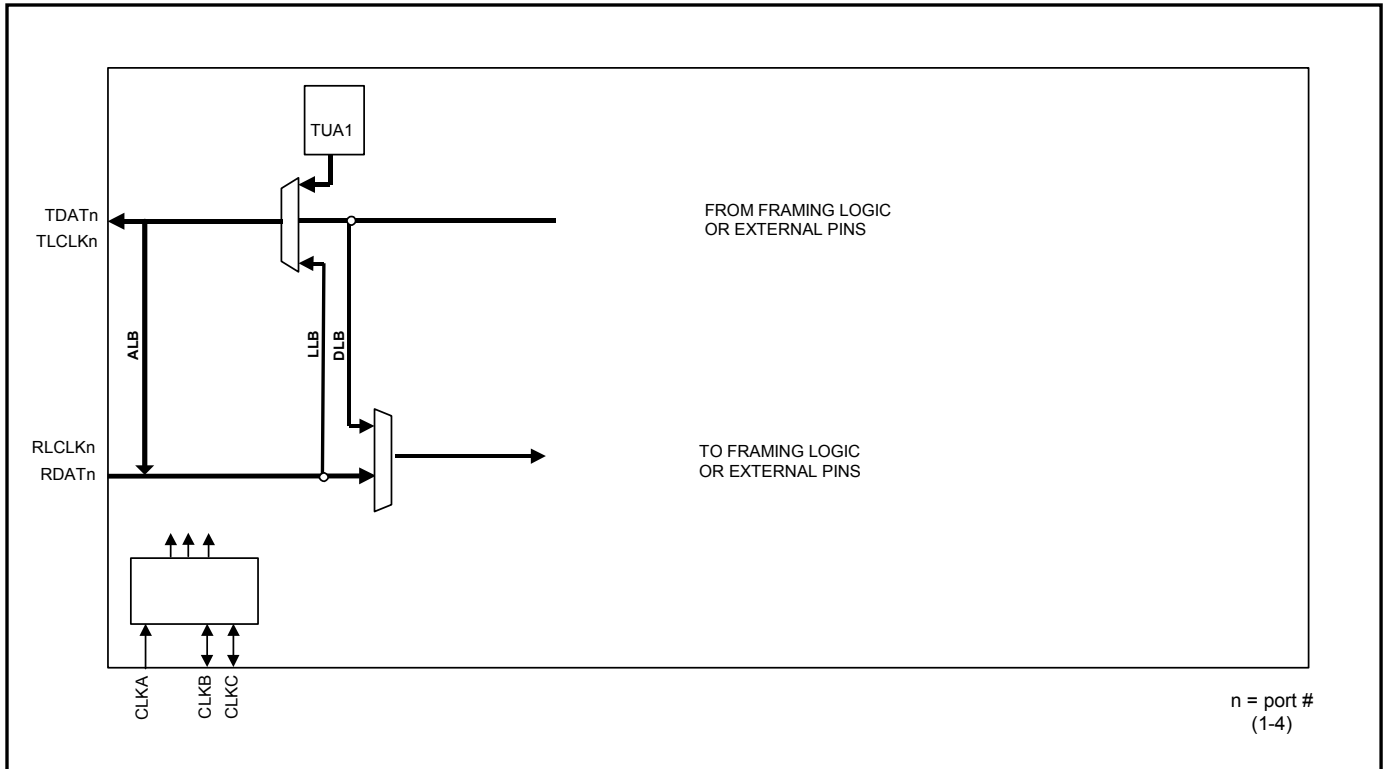 TUA1
TDATn
TLCLKn
FROM FRAMING LOGIC
OR EXTERNAL PINS
ALB
LLB
DLB
RLCLKn
RDATn
TO FRAMING LOGIC
OR EXTERNAL PINS
CLKA
CLKB
CLKC
n = port #
(1-4)